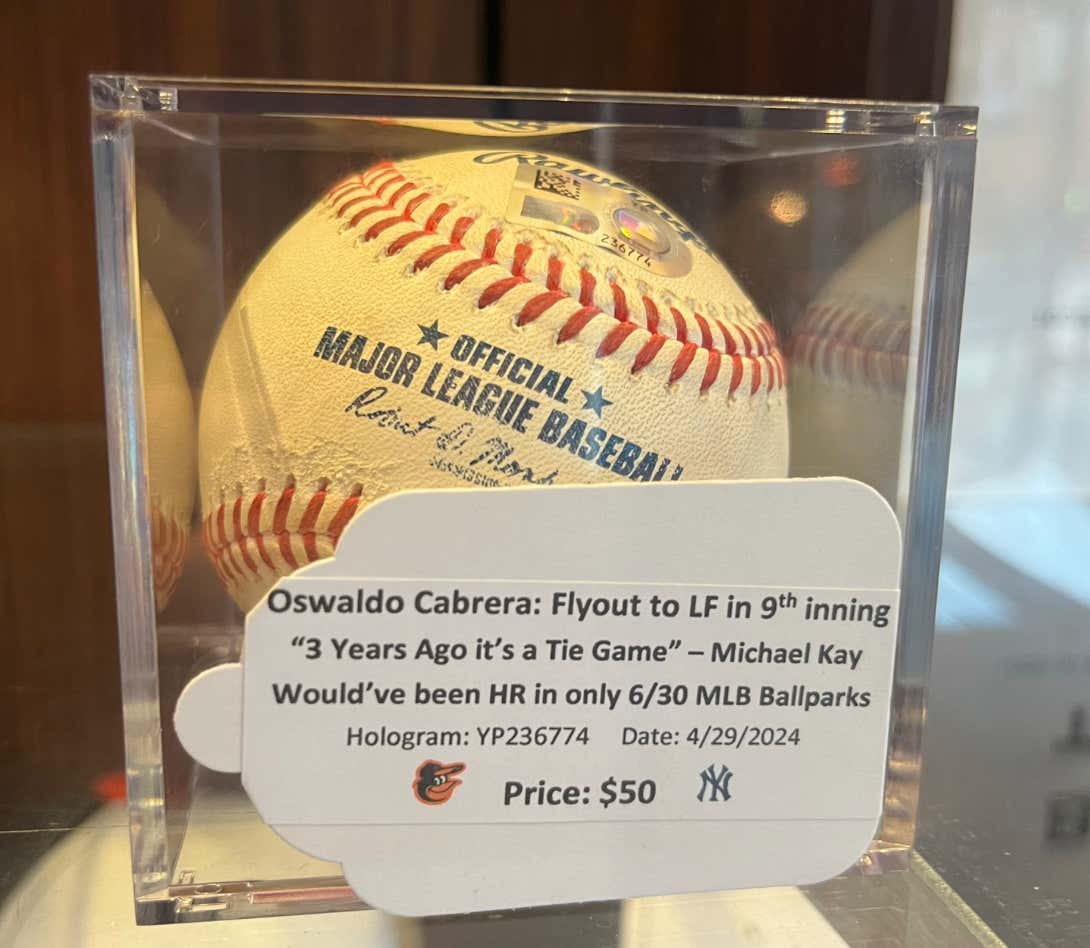 Rawlings
236774
OFFICIAL
MAJOR LEAGUE BASEBALL
Oswaldo Cabrera: Flyout to LF in 9th inning
“3 Years Ago it’s a Tie Game” – Michael Kay
Would’ve been HR in only 6/30 MLB Ballparks
Hologram: YP236774 Date: 4/29/2024
Price: $50
NY